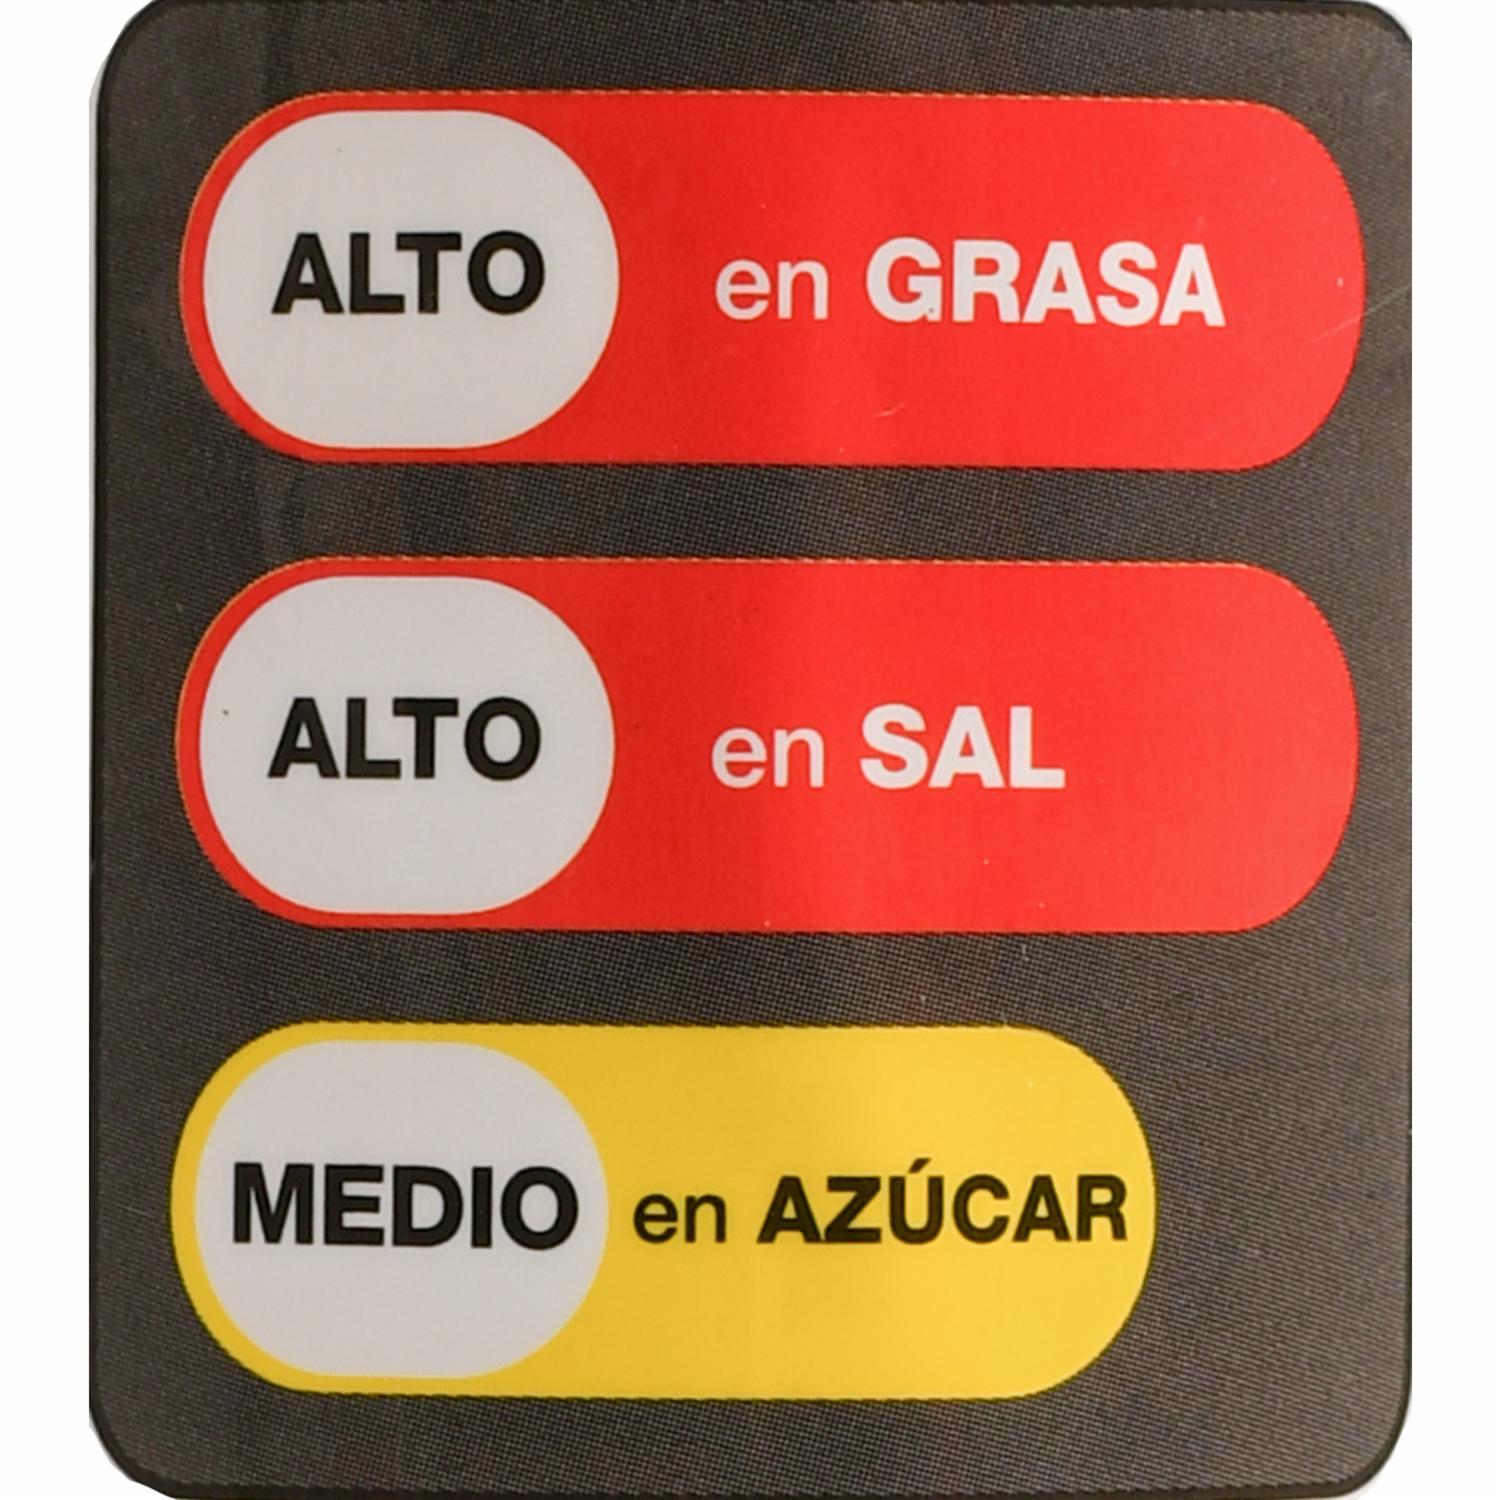 ALTO en GRASA
ALTO en SAL
MEDIO en AZÚCAR